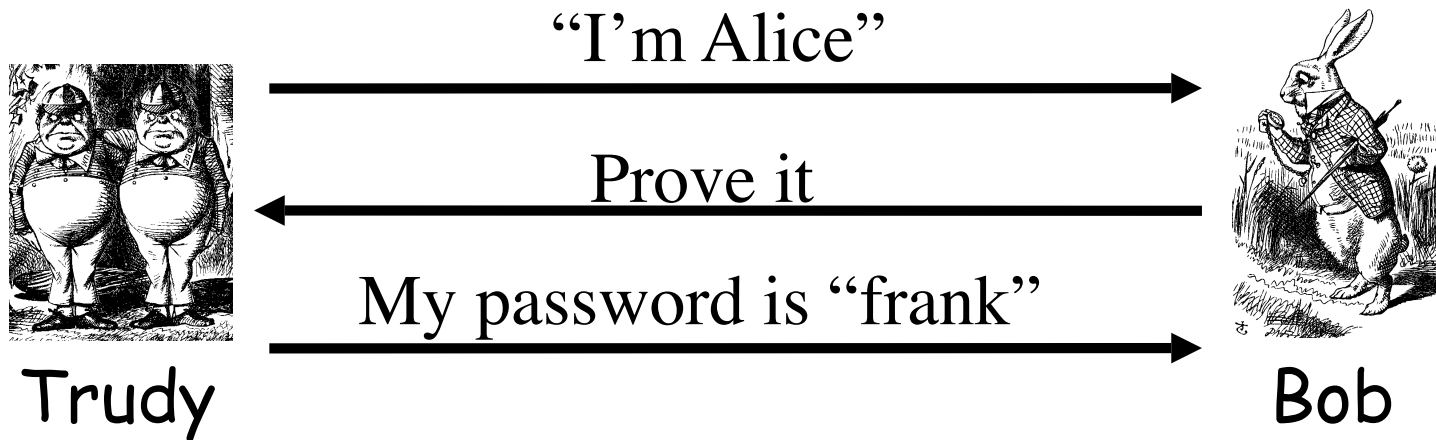 “I’m Alice”
Prove it
My password is “frank”
Trudy
Bob